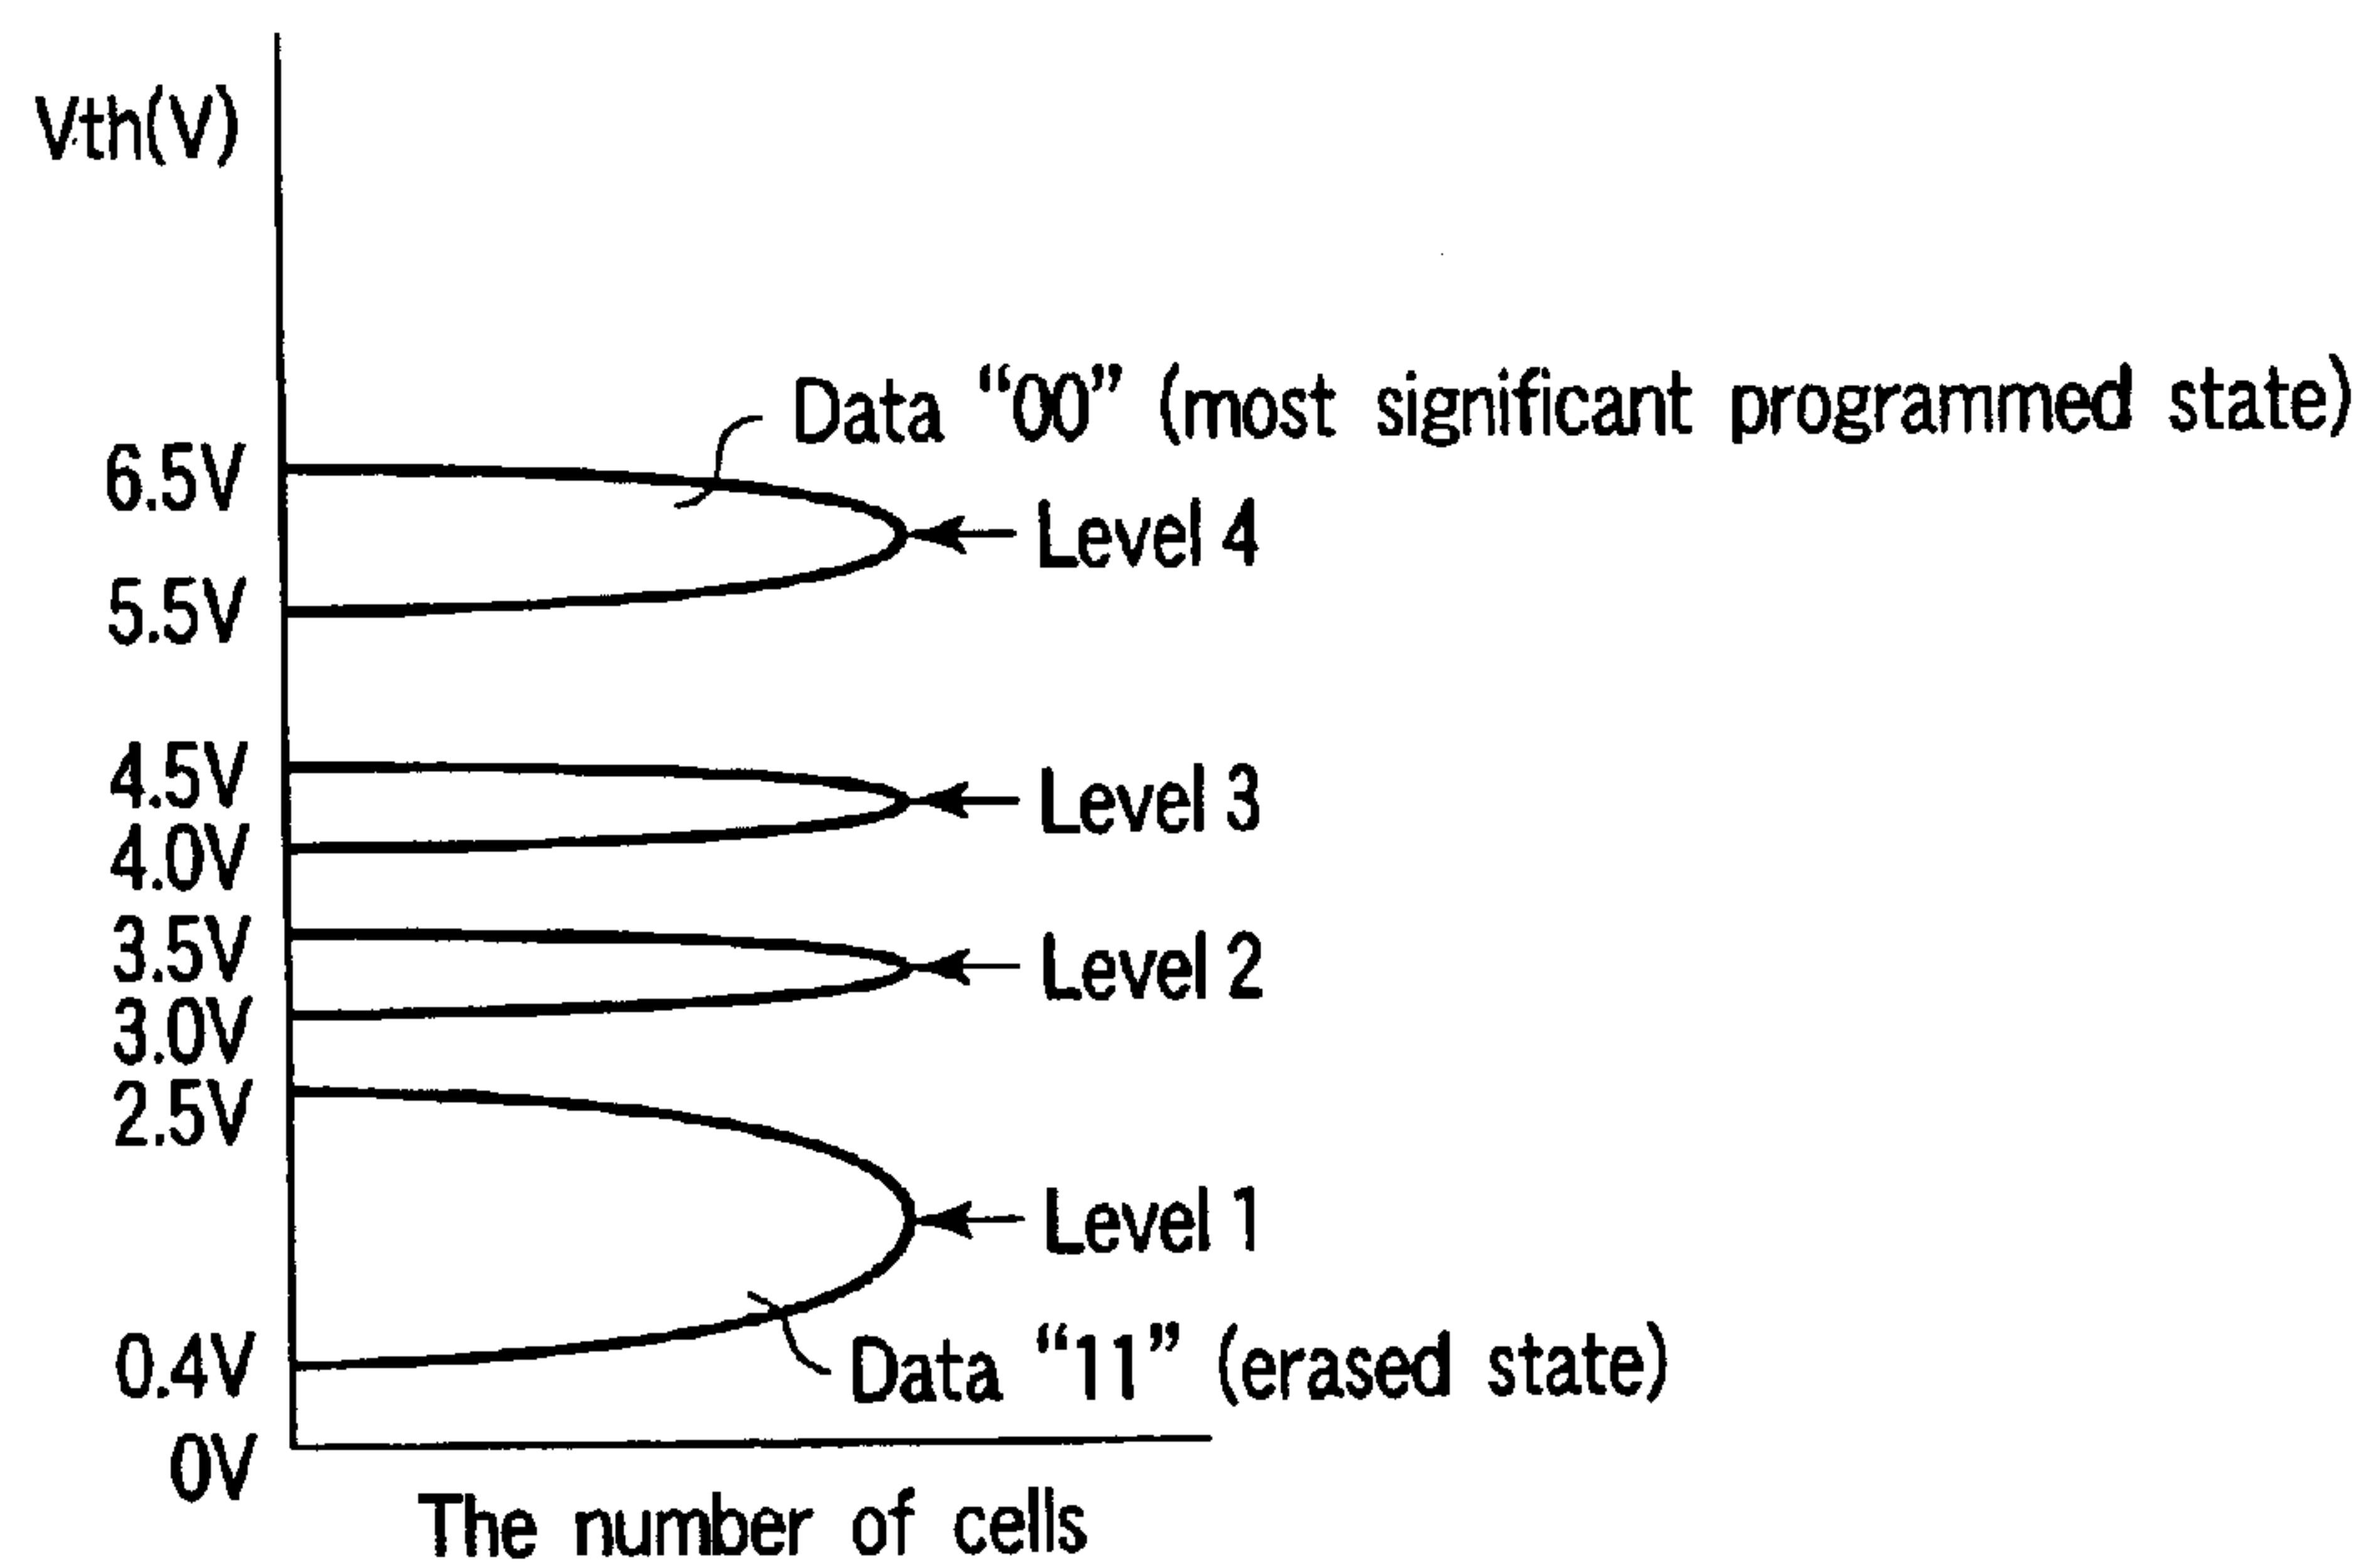 Vth(V)
Data “00” (most significant programmed state)
6.5V
Level 4
5.5V
4.5V
Level 3
4.0V
3.5V
Level 2
3.0V
2.5V
Level 1
0.4V
Data “11” (erased state)
0V
The number of cells